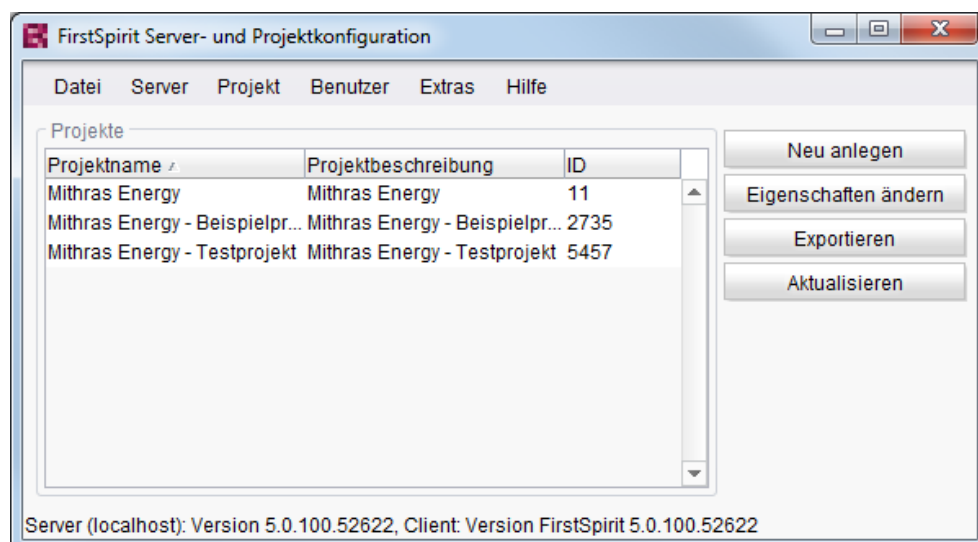 FirstSpirit Server- und Projektkonfiguration
Datei Server Projekt Benutzer Extras Hilfe
Projekte
Projektname Projektbeschreibung ID
Mithras Energy Mithras Energy 11
Mithras Energy - Beispielpr... Mithras Energy - Beispielpr... 2735
Mithras Energy - Testprojekt Mithras Energy - Testprojekt 5457
Neu anlegen
Eigenschaften ändern
Exportieren
Aktualisieren
Server (localhost): Version 5.0.100.52622, Client: Version FirstSpirit 5.0.100.52622